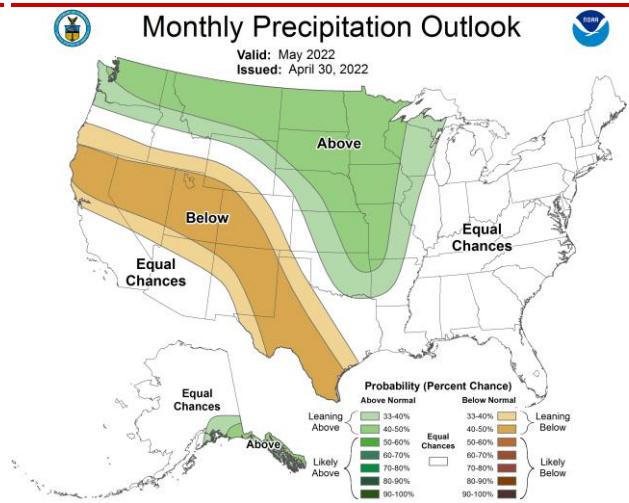 Monthly Precipitation Outlook
NOAA
Valid: May 2022
Issued: April 30, 2022
Above
Below
Equal
Chances
Equal
Chances
Equal
Chances
Above
Probability (Percent Chance)
Above Normal
Below Normal
Leaning
Above
33-40%
40-50%
Likely
Above
50-60%
60-70%
70-80%
80-90%
90-100%
Equal
Chances
33-40%
40-50%
Leaning
Below
50-60%
60-70%
70-80%
80-90%
90-100%
Likely
Below